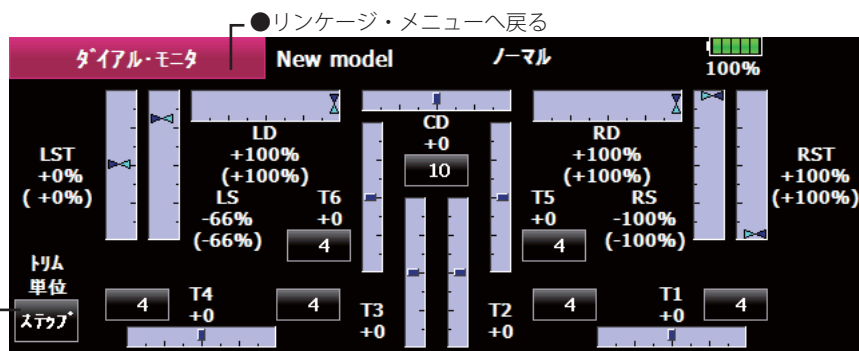 ●リンケージ・メニューへ戻る
ダイアル・モニタ
New model
ノーマル
100%
LST
+0%
( +0%)
LD
+100%
(+100%)
LS
-66%
(-66%)
T6
+0
4
CD
+0
10
RD
+100%
(+100%)
T5
+0
4
RS
-100%
(-100%)
RST
+100%
(+100%)
トリム
単位
ステップ
4
T4
+0
4
T3
+0
T2
+0
4
T1
+0
4